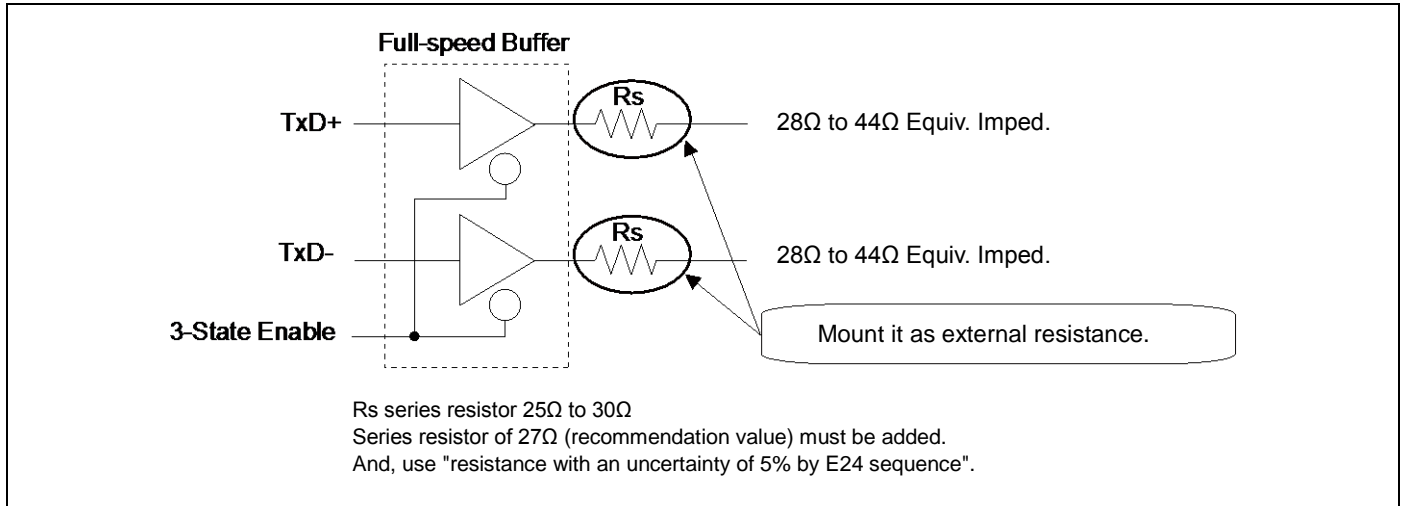 Full-speed Buffer
Rs
TxD+
28Ω to 44Ω Equiv. Imped.
Rs
TxD-
28Ω to 44Ω Equiv. Imped.
3-State Enable
Mount it as external resistance.
Rs series resistor 25Ω to 30Ω
Series resistor of 27Ω (recommendation value) must be added.
And, use "resistance with an uncertainty of 5% by E24 sequence".